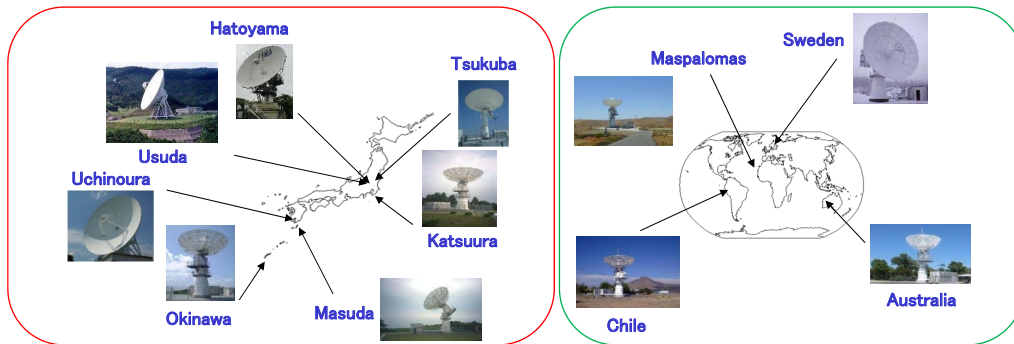 Hatoyama
Tsukuba
Usuda
Uchinoura
Katsuura
Okinawa
Masuda
Sweden
Maspalomas
Chile
Australia